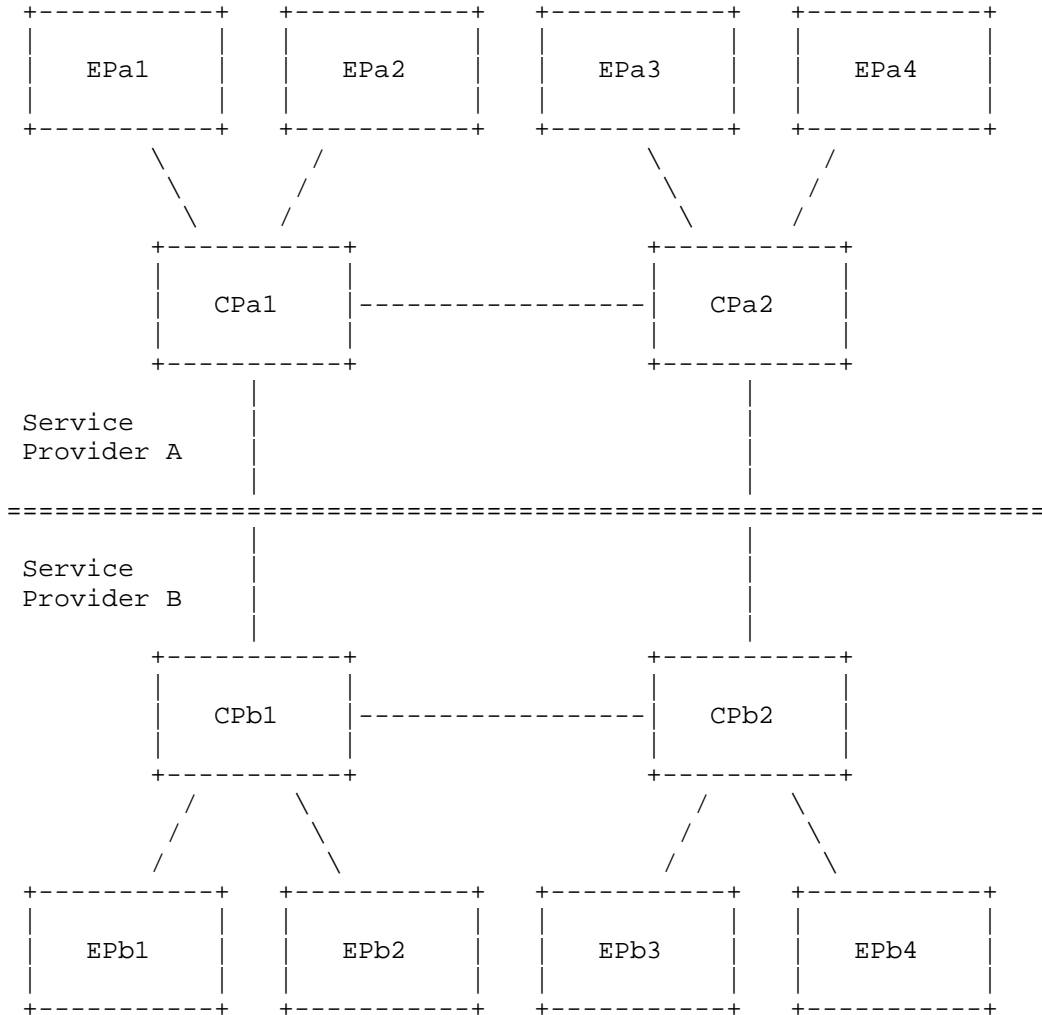 EPa1 EPa2 EPa3 EPa4
CPa1 CPa2
Service
Provider A
Service
Provider B
CPb1 CPb2
EPb1 EPb2 EPb3 EPb4